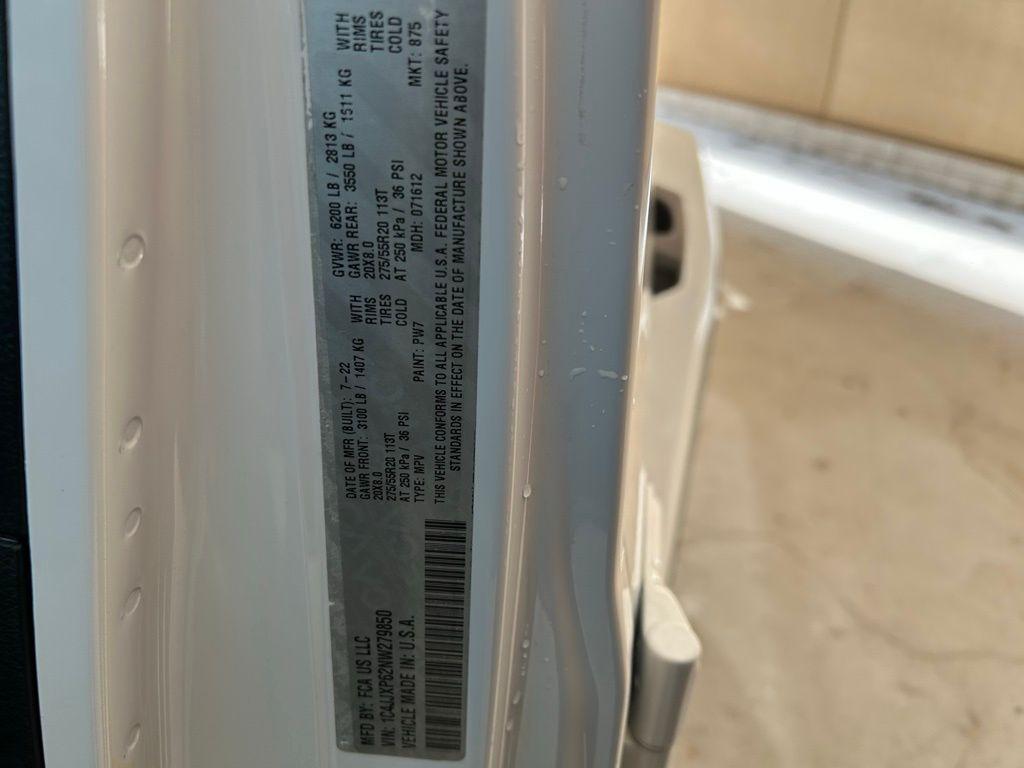 MFD BY: FCA US LLC
DATE OF MFR (BUILT): 7-22 GVWR: 6200 LB / 2813 KG
GAWR FRONT: 3100 LB / 1407 KG WITH GAWR REAR: 3550 LB / 1511 KG WITH
20X8.0 RIMS 20X8.0 RIMS
275/55R20 113T TIRES 275/55R20 113T TIRES
AT 250 kPa / 36 PSI COLD AT 250 kPa / 36 PSI COLD
VIN: 1C4JJXP62NW279850
TYPE: MPV PAINT: PW7 MDH: 071612 MKT: 875
VEHICLE MADE IN: U.S.A.
THIS VEHICLE CONFORMS TO ALL APPLICABLE U.S.A. FEDERAL MOTOR VEHICLE SAFETY
STANDARDS IN EFFECT ON THE DATE OF MANUFACTURE SHOWN ABOVE.